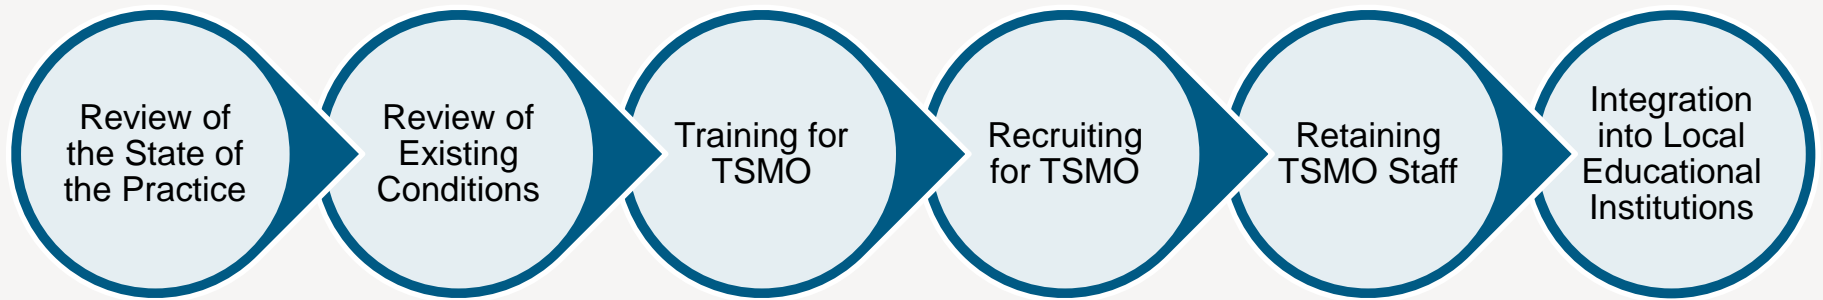 Review of
the State of
the Practice
Review of
Existing
Conditions
Training for
TSMO
Recruiting
for TSMO
Retaining
TSMO Staff
Integration
into Local
Educational
Institutions